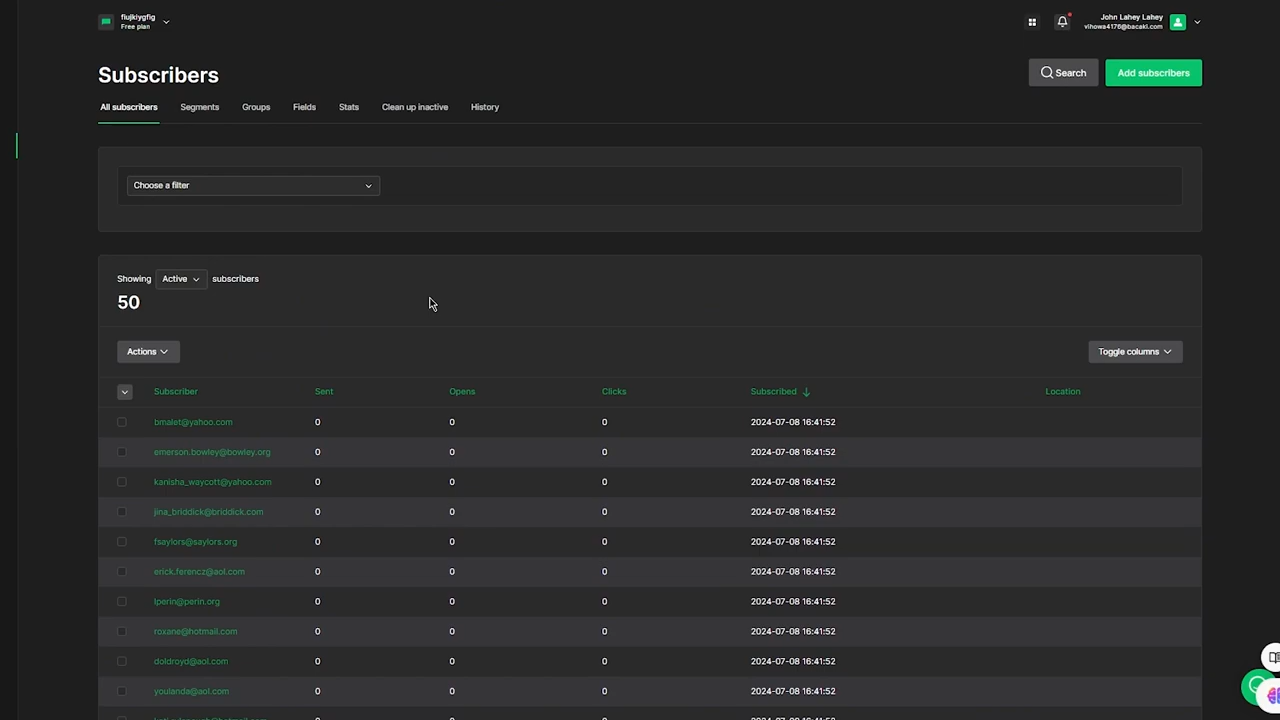 flujklygfig
Free plan
John Lahey Lahey
vihowa4176@bacaki.com
Subscribers
Search
Add subscribers
All subscribers Segments Groups Fields Stats Clean up inactive History
Choose a filter
Showing Active subscribers
50
Actions
Toggle columns
Subscriber Sent Opens Clicks Subscribed Location
bmalet@yahoo.com 0 0 0 2024-07-08 16:41:52
emerson.bowley@bowley.org 0 0 0 2024-07-08 16:41:52
kanisha_waycott@yahoo.com 0 0 0 2024-07-08 16:41:52
jina_briddick@briddick.com 0 0 0 2024-07-08 16:41:52
fsaylors@saylors.org 0 0 0 2024-07-08 16:41:52
erick.ferencz@aol.com 0 0 0 2024-07-08 16:41:52
lperin@perin.org 0 0 0 2024-07-08 16:41:52
roxane@hotmail.com 0 0 0 2024-07-08 16:41:52
doldroyd@aol.com 0 0 0 2024-07-08 16:41:52
youlanda@aol.com 0 0 0 2024-07-08 16:41:52